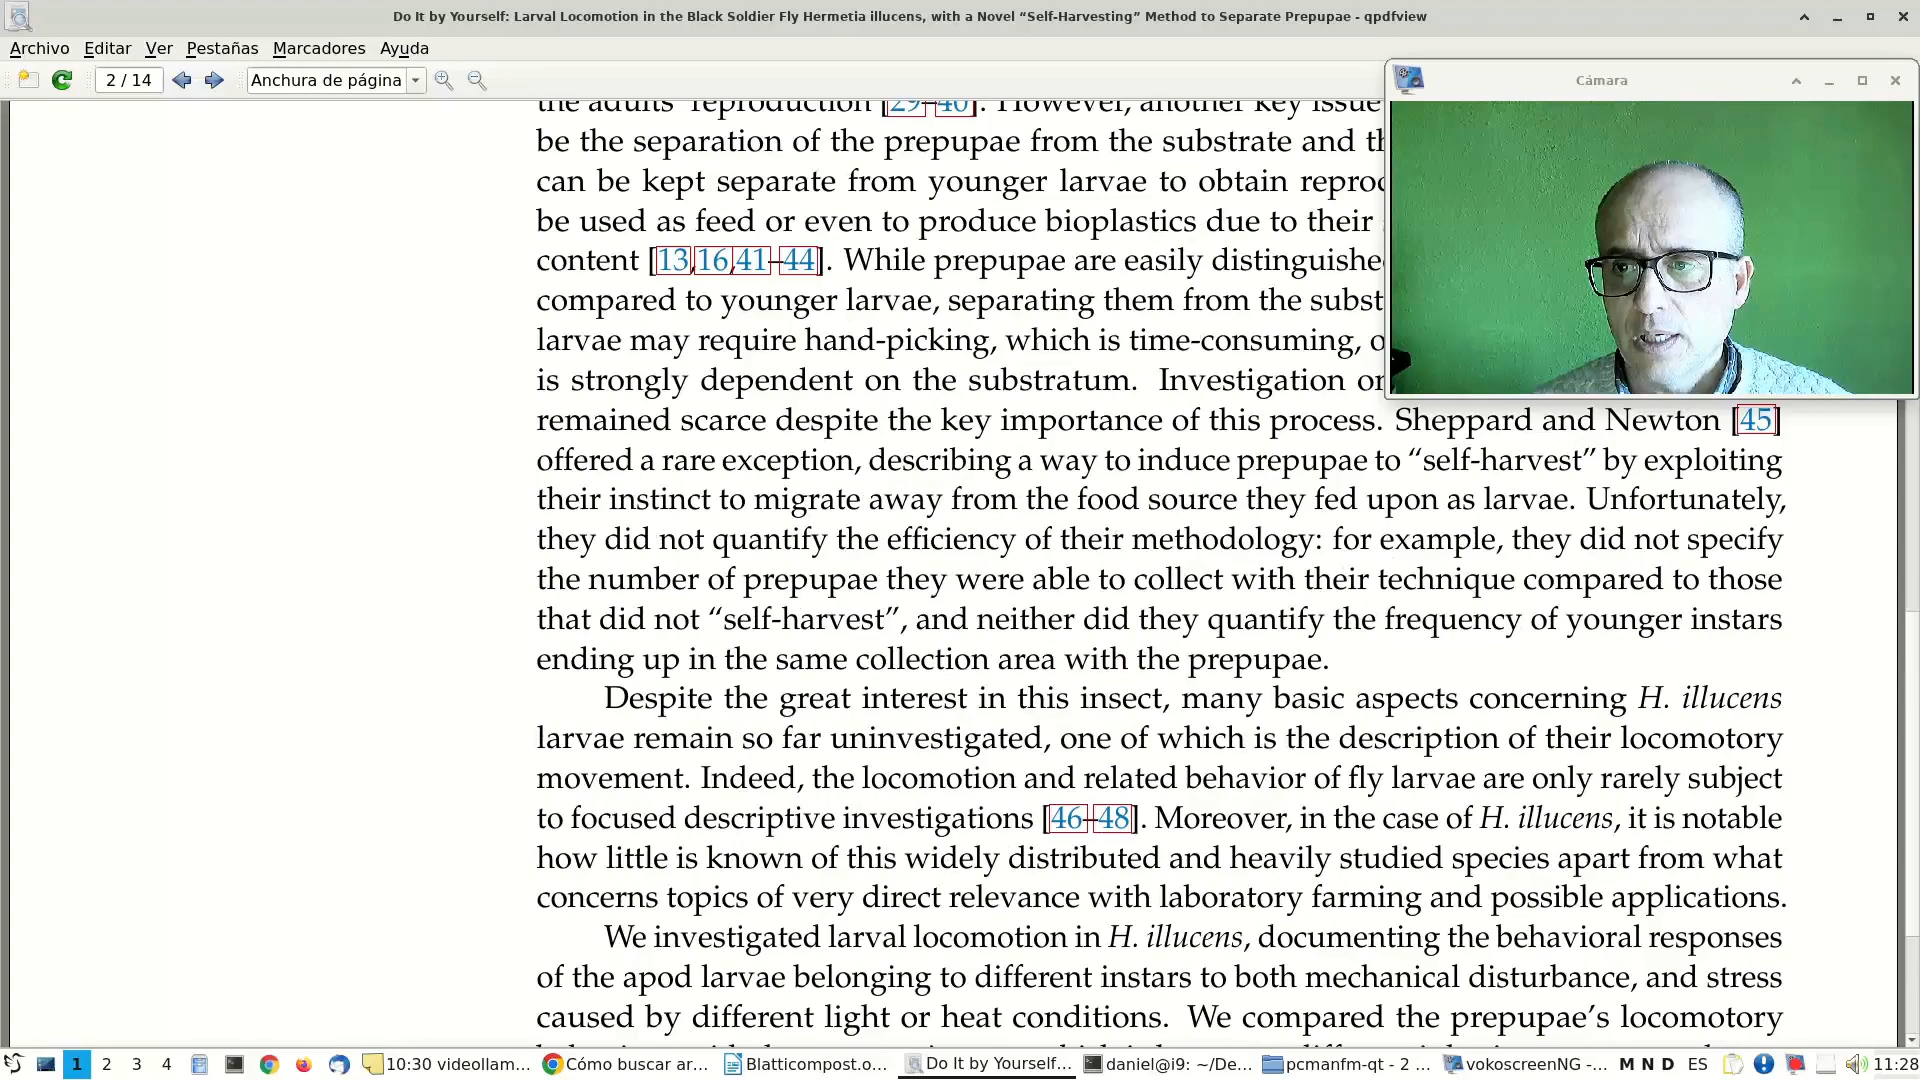 Do It by Yourself: Larval Locomotion in the Black Soldier Fly Hermetia illucens, with a Novel “Self-Harvesting” Method to Separate Prepupae - qpdfview
Archivo Editar Ver Pestañas Marcadores Ayuda
2 / 14 Anchura de página
Cámara
the adults’ reproduction [29–40]. However, another key issue
be the separation of the prepupae from the substrate and th
can be kept separate from younger larvae to obtain reproc
be used as feed or even to produce bioplastics due to their
content [13,16,41–44]. While prepupae are easily distinguishe
compared to younger larvae, separating them from the subst
larvae may require hand-picking, which is time-consuming, o
is strongly dependent on the substratum. Investigation or
remained scarce despite the key importance of this process. Sheppard and Newton [45]
offered a rare exception, describing a way to induce prepupae to “self-harvest” by exploiting
their instinct to migrate away from the food source they fed upon as larvae. Unfortunately,
they did not quantify the efficiency of their methodology: for example, they did not specify
the number of prepupae they were able to collect with their technique compared to those
that did not “self-harvest”, and neither did they quantify the frequency of younger instars
ending up in the same collection area with the prepupae.
Despite the great interest in this insect, many basic aspects concerning H. illucens
larvae remain so far uninvestigated, one of which is the description of their locomotory
movement. Indeed, the locomotion and related behavior of fly larvae are only rarely subject
to focused descriptive investigations [46–48]. Moreover, in the case of H. illucens, it is notable
how little is known of this widely distributed and heavily studied species apart from what
concerns topics of very direct relevance with laboratory farming and possible applications.
We investigated larval locomotion in H. illucens, documenting the behavioral responses
of the apod larvae belonging to different instars to both mechanical disturbance, and stress
caused by different light or heat conditions. We compared the prepupae’s locomotory
1 2 3 4 10:30 videollam... Cómo buscar ar... Blatticompost.o... Do It by Yourself... daniel@i9: ~/De... pcmanfm-qt - 2 ... vokoscreenNG -... M N D ES 11:28